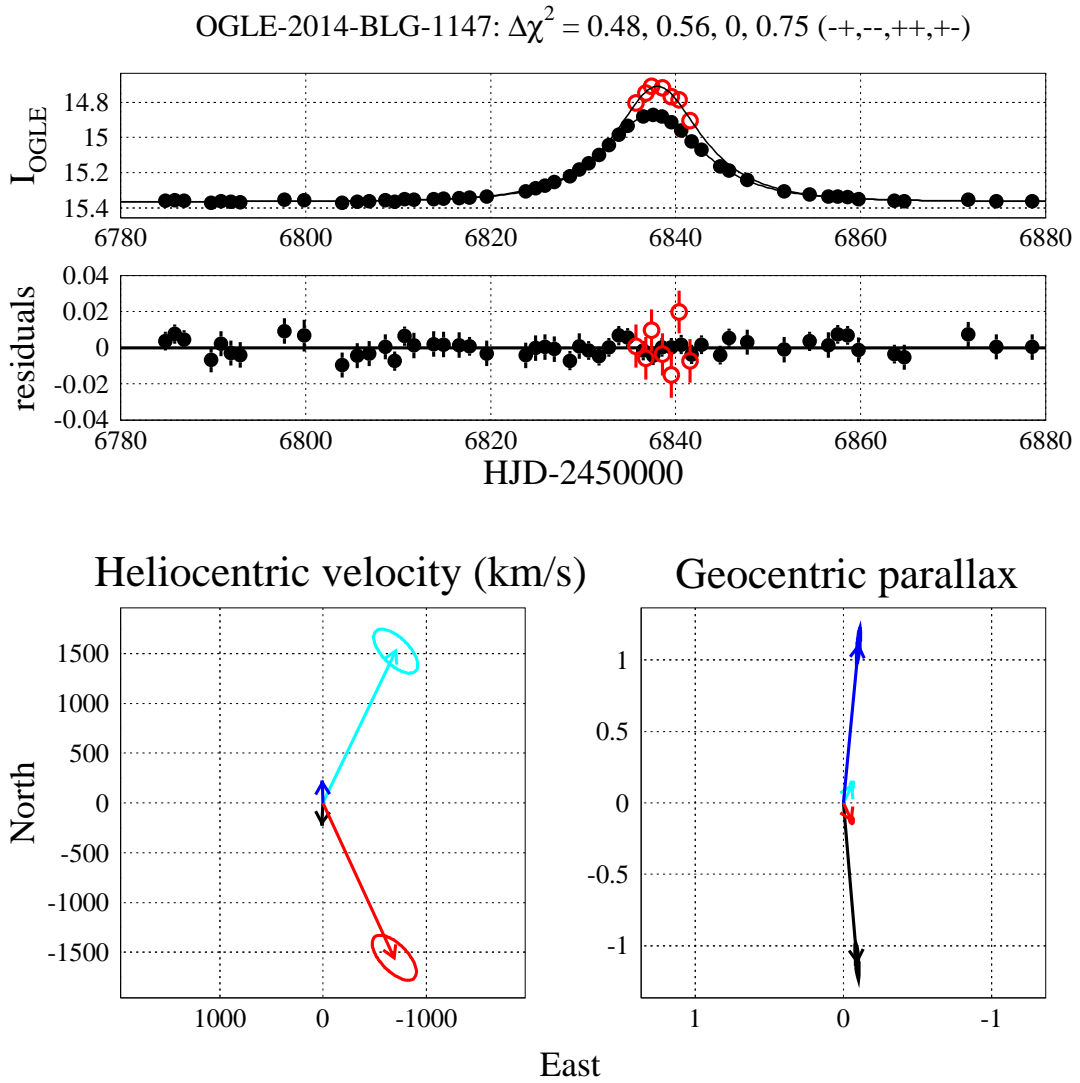 OGLE-2014-BLG-1147: Δχ² = 0.48, 0.56, 0, 0.75 (-+,--,++,+-)
I_OGLE
14.8
15
15.2
15.4
6780 6800 6820 6840 6860 6880
residuals
0.04
0.02
0
-0.02
-0.04
6780 6800 6820 6840 6860 6880
HJD-2450000
Heliocentric velocity (km/s)
North
1500
1000
500
0
-500
-1000
-1500
1000 0 -1000
Geocentric parallax
1
0.5
0
-0.5
-1
1 0 -1
East